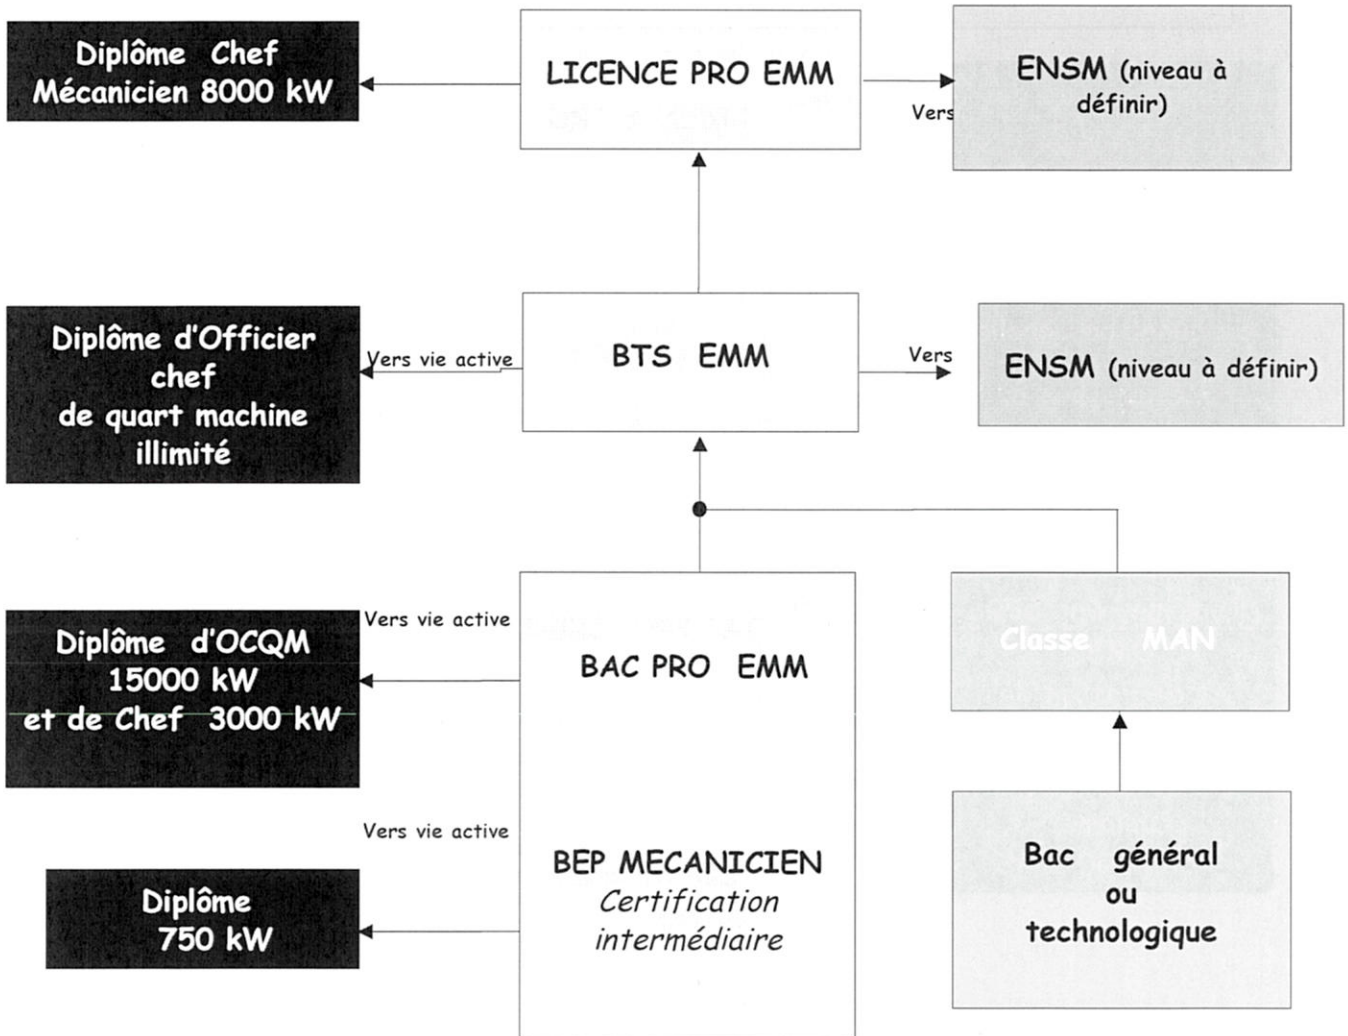 Diplôme Chef
Mécanicien 8000 kW
LICENCE PRO EMM
Vers
ENSM (niveau à
définir)
Diplôme d'Officier
chef
de quart machine
illimité
Vers vie active
BTS EMM
Vers
ENSM (niveau à définir)
Diplôme d'OCQM
15000 kW
et de Chef 3000 kW
Vers vie active
BAC PRO EMM
Classe MAN
Vers vie active
Diplôme
750 kW
BEP MECANICIEN
Certification
intermédiaire
Bac général
ou
technologique